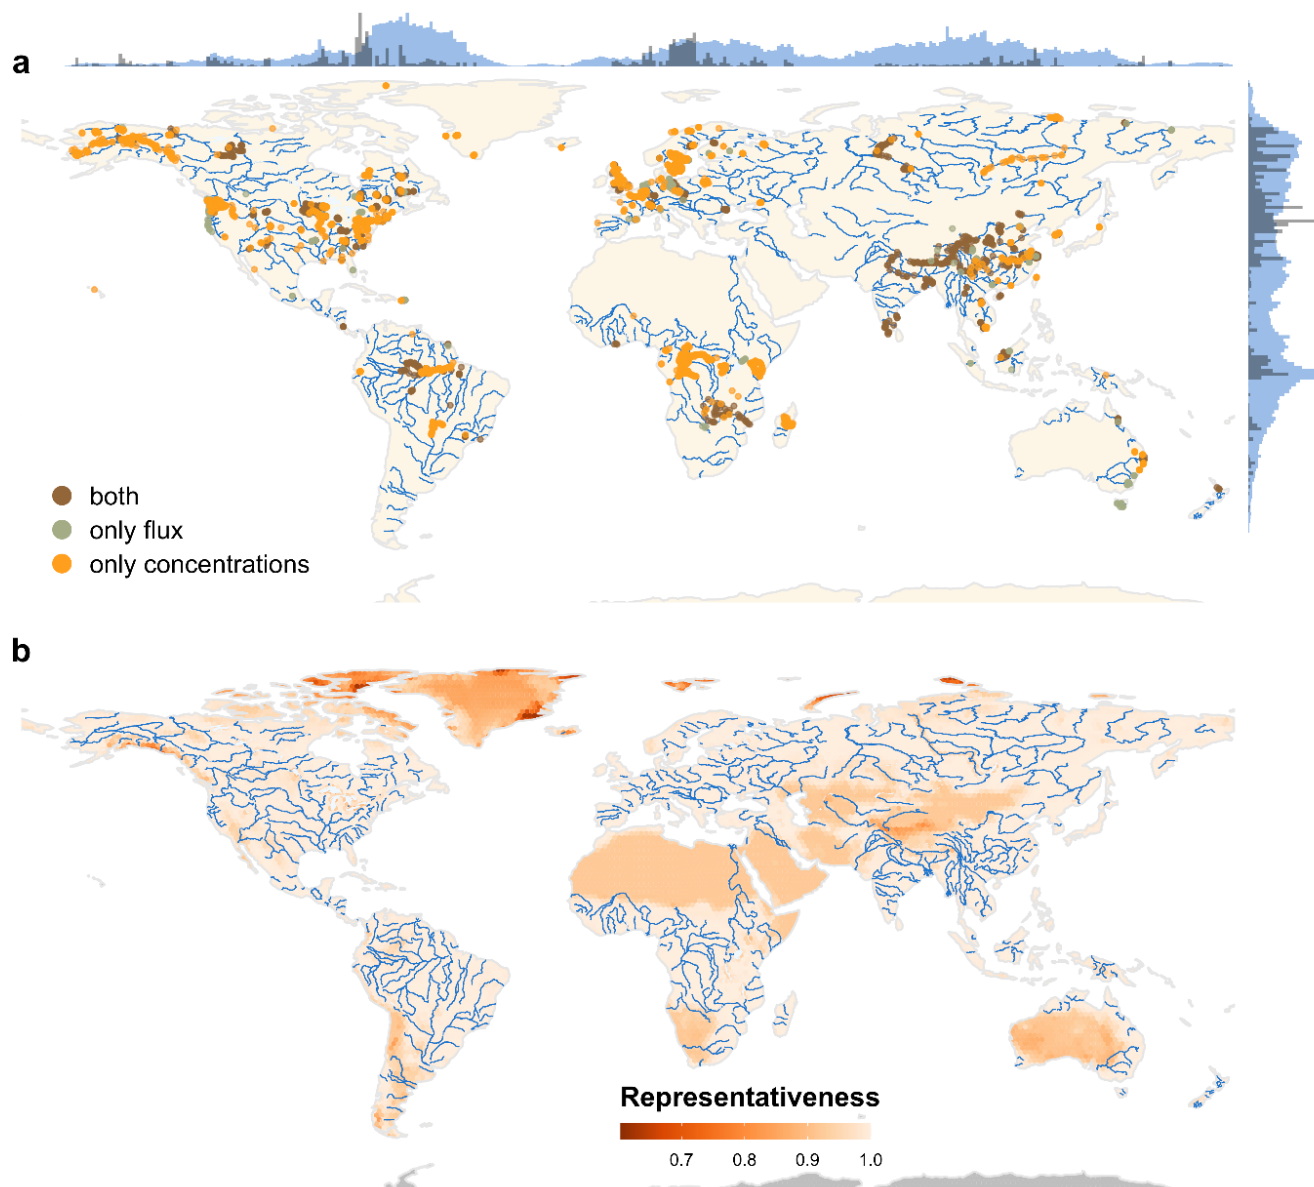 a
both
only flux
only concentrations
b
Representativeness
0.7 0.8 0.9 1.0